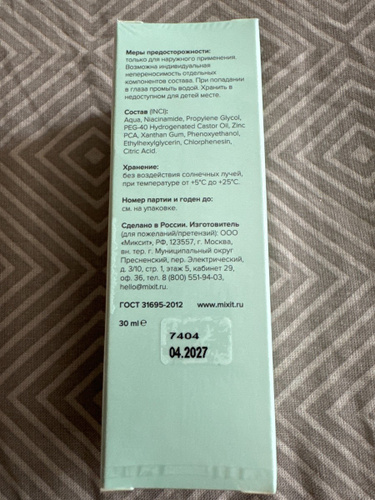 Меры предосторожности:
только для наружного применения.
Возможна индивидуальная
непереносимость отдельных
компонентов состава. При попадании
в глаза промыть водой. Хранить в
недоступном для детей месте.
Состав (INCI):
Aqua, Niacinamide, Propylene Glycol,
PEG-40 Hydrogenated Castor Oil, Zinc
PCA, Xanthan Gum, Phenoxyethanol,
Ethylhexylglycerin, Chlorphenesin,
Citric Acid.
Хранение:
без воздействия солнечных лучей,
при температуре от +5°C до +25°C.
Номер партии и годен до:
см. на упаковке.
Сделано в России. Изготовитель
(для пожеланий/претензий): ООО
«Миксит», РФ, 123557, г. Москва,
вн. тер. г. Муниципальный округ
Пресненский, пер. Электрический,
д. 3/10, стр. 1, этаж 5, кабинет 29,
оф. 36, тел. 8 (800) 551-94-03,
hello@mixit.ru.
ГОСТ 31695-2012 www.mixit.ru
30 ml e
7404
04.2027